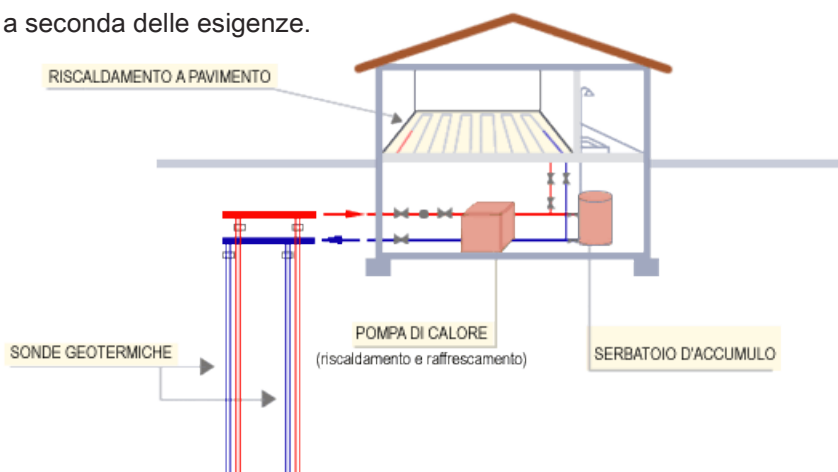 a seconda delle esigenze.
RISCALDAMENTO A PAVIMENTO
POMPA DI CALORE
(riscaldamento e raffrescamento)
SONDE GEOTERMICHE
SERBATOIO D'ACCUMULO